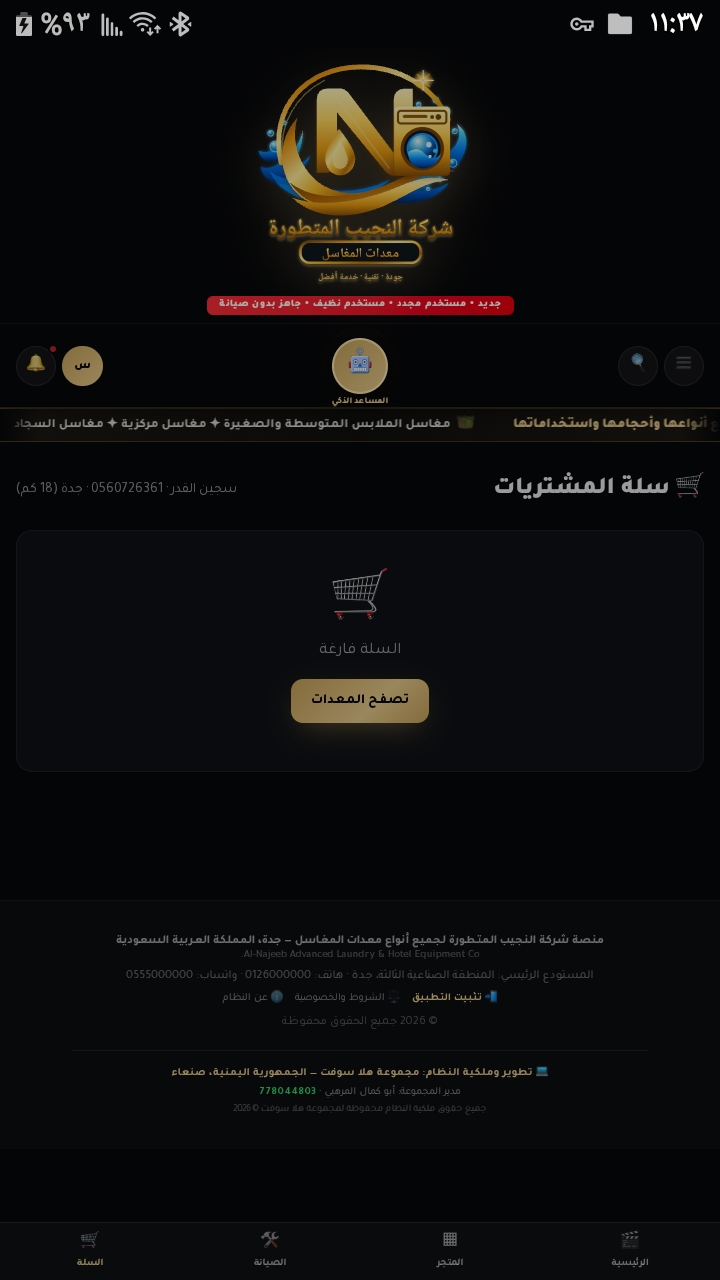 ١١:٣٧
%٩٣
N
شركة النجيب المتطورة
معدات المغاسل
جودة · تقنية · خدمة أفضل
جديد • مستخدم مجدد • مستخدم نظيف • جاهز بدون صيانة
س
المساعد الذكي
أنواعها وأحجامها واستخداماتها
مغاسل الملابس المتوسطة والصغيرة ✦ مغاسل مركزية ✦ مغاسل السجاد
سلة المشتريات
سجين القدر · 0560726361 · جدة (18 كم)
السلة فارغة
تصفح المعدات
منصة شركة النجيب المتطورة لجميع أنواع معدات المغاسل — جدة، المملكة العربية السعودية
Al-Najeeb Advanced Laundry & Hotel Equipment Co.
المستودع الرئيسي: المنطقة الصناعية الثالثة، جدة · هاتف: 0126000000 · واتساب: 0555000000
تثبيت التطبيق
الشروط والخصوصية
عن النظام
© 2026 جميع الحقوق محفوظة
تطوير وملكية النظام: مجموعة هلا سوفت — الجمهورية اليمنية، صنعاء
مدير المجموعة: أبو كمال المرهبي · 778044803
جميع حقوق ملكية النظام محفوظة لمجموعة هلا سوفت © 2026
الرئيسية
المتجر
الصيانة
السلة